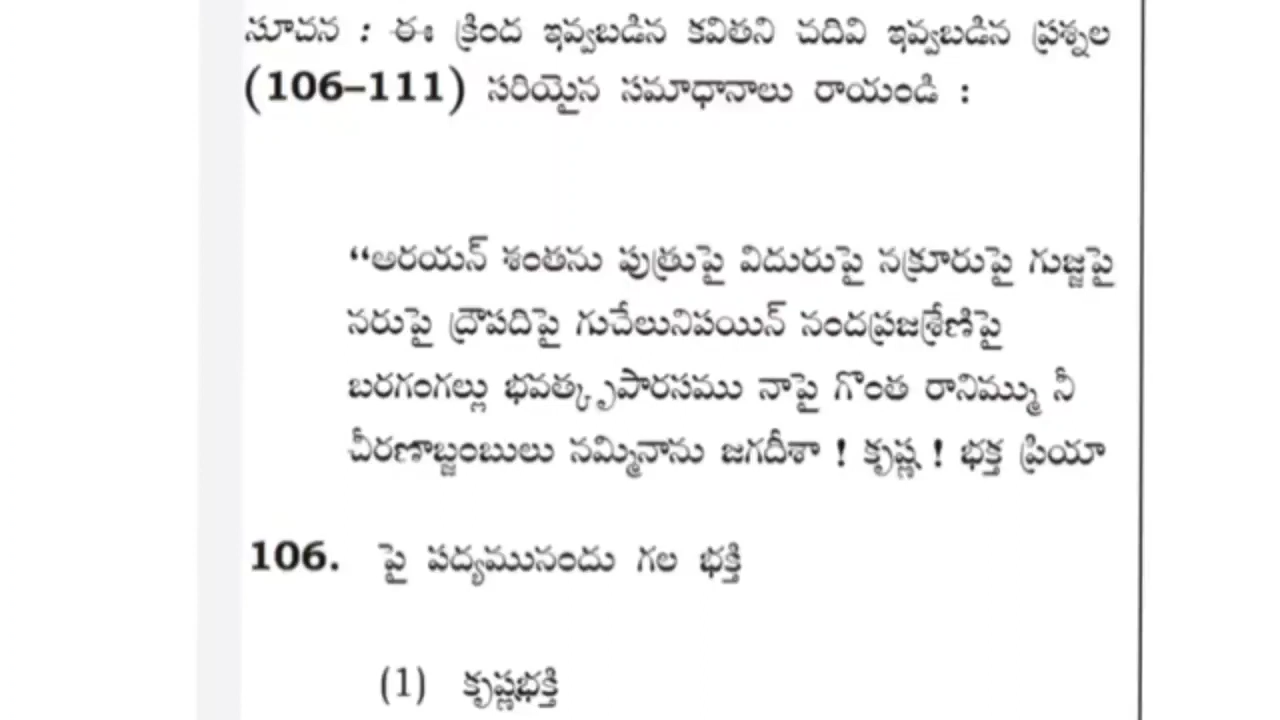 సూచన : ఈ క్రింద ఇవ్వబడిన కవితని చదివి ఇవ్వబడిన ప్రశ్నల
(106–111) సరియైన సమాధానాలు రాయండి :
“అరయన్ శంతను పుత్రుపై విదురుపై నక్రూరుపై గుజ్జపై
నరుపై ద్రౌపదిపై గుచేలునిపయిన్ నందప్రజశ్రేణిపై
బరగంగల్లు భవత్కృపారసము నాపై గొంత రానిమ్ము నీ
చీరణాబ్జంబులు నమ్మినాను జగదీశా ! కృష్ణ ! భక్త ప్రియా
106. పై పద్యమునందు గల భక్తి
(1) కృష్ణభక్తి